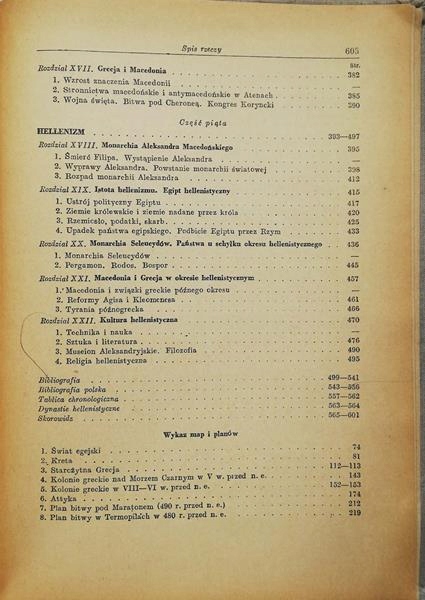 Spis rzeczy 605
Str.
Rozdział XVII. Grecja i Macedonia . . . 382
1. Wzrost znaczenia Macedonii . . . —
2. Stronnictwa macedońskie i antymacedońskie w Atenach . . . 385
3. Wojna święta. Bitwa pod Cheroneą. Kongres Koryncki . . . 390
Część piąta
HELLENIZM . . . 393—497
Rozdział XVIII. Monarchia Aleksandra Macedońskiego . . . 395
1. Śmierć Filipa. Wystąpienie Aleksandra . . . —
2. Wyprawy Aleksandra. Powstanie monarchii światowej . . . 398
3. Rozpad monarchii Aleksandra . . . 412
Rozdział XIX. Istota hellenizmu. Egipt hellenistyczny . . . 415
1. Ustrój polityczny Egiptu . . . 417
2. Ziemie królewskie i ziemie nadane przez króla . . . 420
3. Rzemiosło, podatki, skarb . . . 425
4. Upadek państwa egipskiego. Podbicie Egiptu przez Rzym . . . 433
Rozdział XX. Monarchia Seleucydów. Państwa u schyłku okresu hellenistycznego . . 436
1. Monarchia Seleucydów . . . —
2. Pergamon. Rodos. Bospor . . . 445
Rozdział XXI. Macedonia i Grecja w okresie hellenistycznym . . . 457
1. Macedonia i związki greckie późnego okresu . . . —
2. Reformy Agisa i Kleomenesa . . . 461
3. Tyrania późnogrecka . . . 466
Rozdział XXII. Kultura hellenistyczna . . . 470
1. Technika i nauka . . . —
2. Sztuka i literatura . . . 476
3. Museion Aleksandryjskie. Filozofia . . . 490
4. Religia hellenistyczna . . . 495
Bibliografia . . . 499—541
Bibliografia polska . . . 543—556
Tablica chronologiczna . . . 557—562
Dynastie hellenistyczne . . . 563—564
Skorowidz . . . 565—601
Wykaz map i planów
1. Świat egejski . . . 74
2. Kreta . . . 81
3. Starożytna Grecja . . . 112—113
4. Kolonie greckie nad Morzem Czarnym w V w. przed n. e. . . . 143
5. Kolonie greckie w VIII—VI w. przed n. e. . . . 152—153
6. Attyka . . . 174
7. Plan bitwy pod Maratonem (490 r. przed n. e.) . . . 212
8. Plan bitwy w Termopilach w 480 r. przed n. e. . . . 219